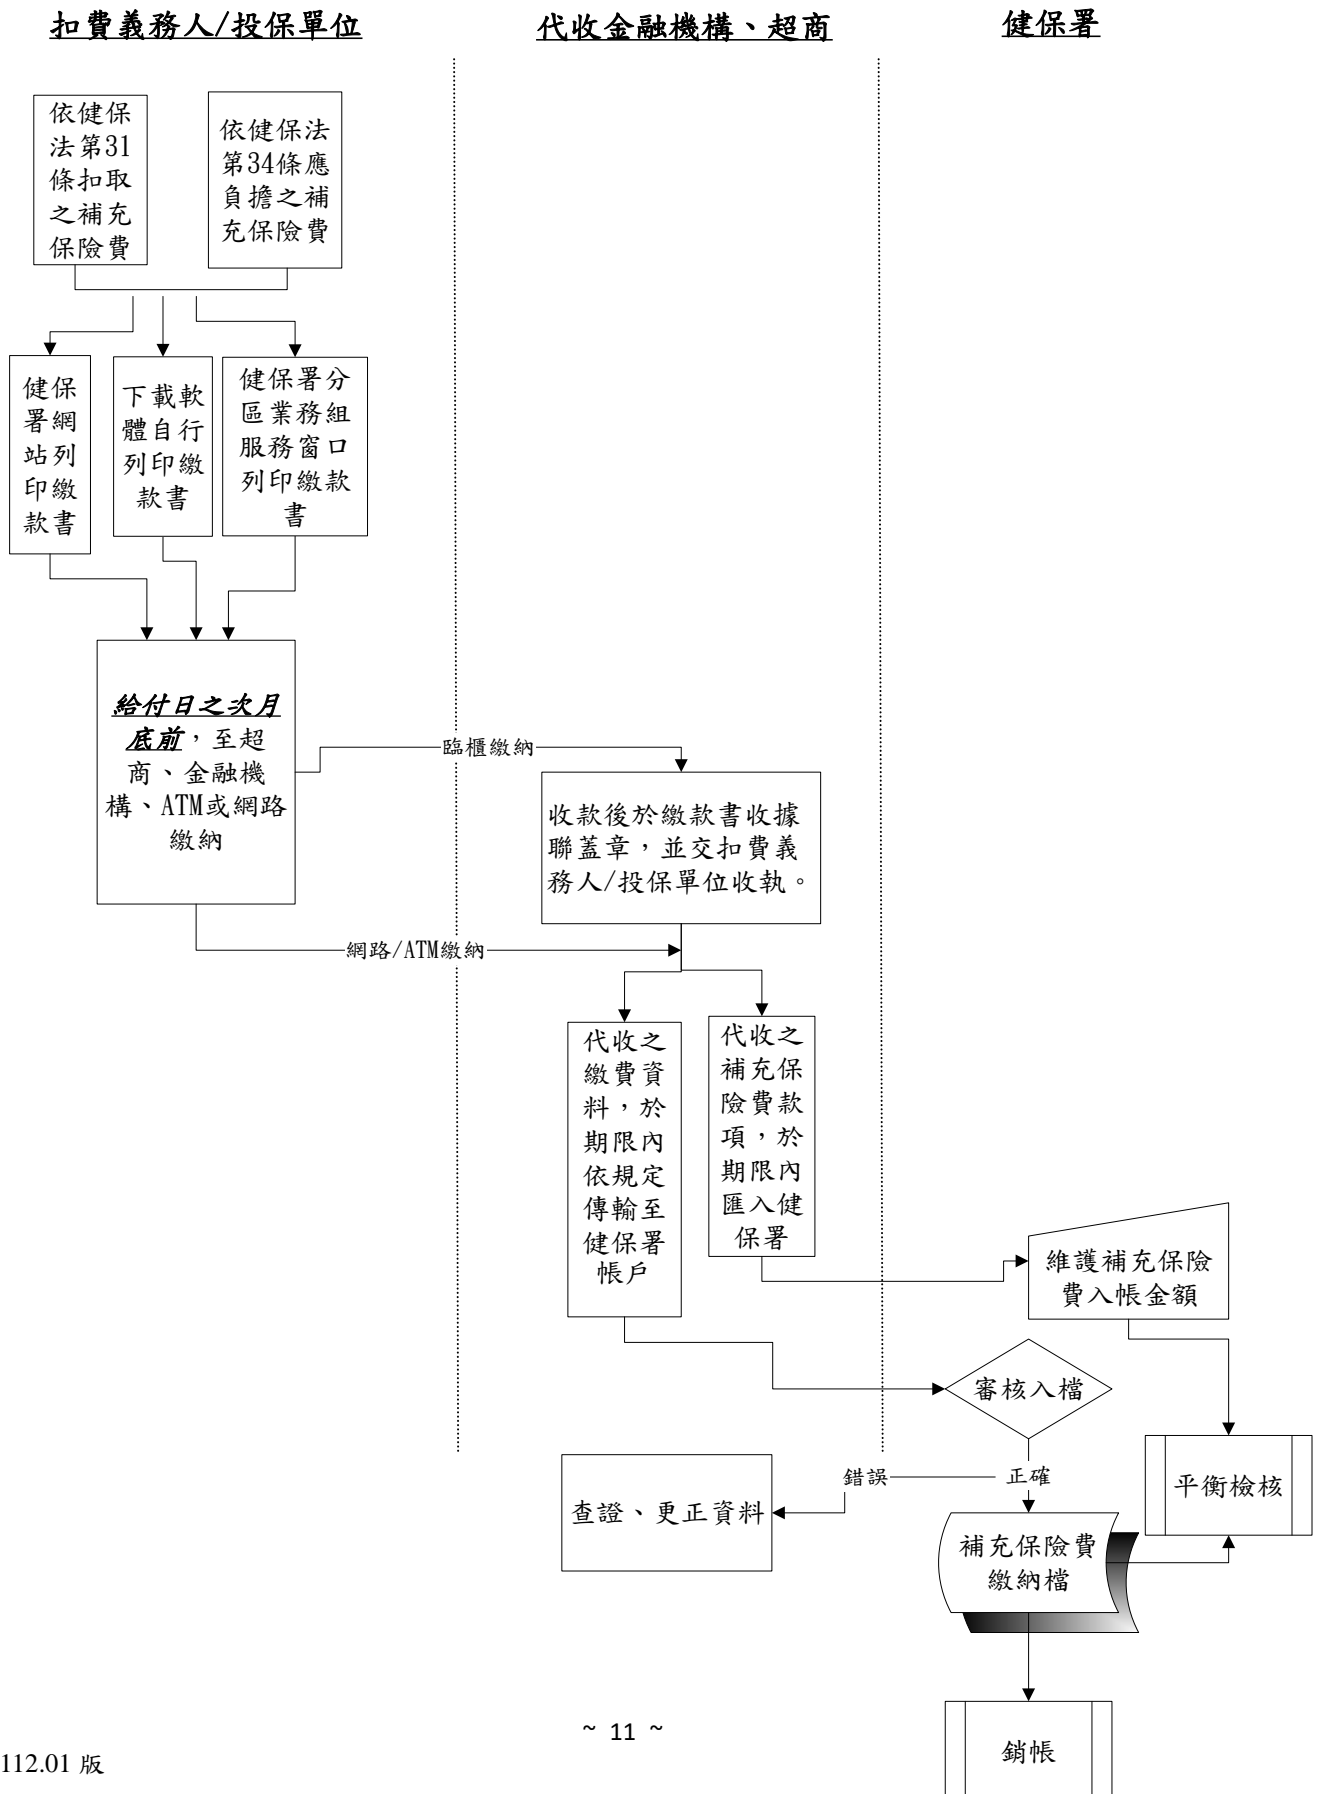 扣費義務人/投保單位
代收金融機構、超商
健保署
依健保
法第31
條扣取
之補充
保險費
依健保法
第34條應
負擔之補
充保險費
健保
署網
站列
印繳
款書
下載軟
體自行
列印繳
款書
健保署分
區業務組
服務窗口
列印繳款
書
給付日之次月
底前，至超
商、金融機
構、ATM或網路
繳納
臨櫃繳納
收款後於繳款書收據
聯蓋章，並交扣費義
務人/投保單位收執。
網路/ATM繳納
代收之
繳費資
料，於
期限內
依規定
傳輸至
健保署
帳戶
代收之
補充保
險費款
項，於
期限內
匯入健
保署
維護補充保險
費入帳金額
審核入檔
錯誤
正確
平衡檢核
查證、更正資料
補充保險費
繳納檔
銷帳
~ 11 ~
112.01 版